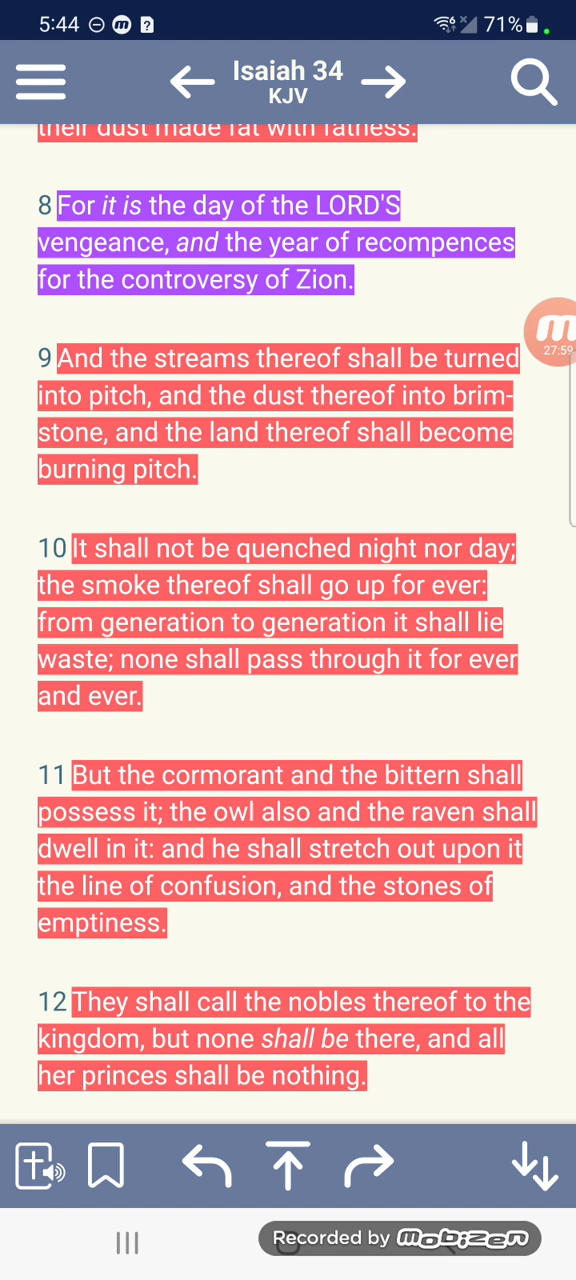 5:44 71%
Isaiah 34
KJV
their dust made fat with fatness.
8 For it is the day of the LORD'S
vengeance, and the year of recompences
for the controversy of Zion.
27:59
9 And the streams thereof shall be turned
into pitch, and the dust thereof into brim-
stone, and the land thereof shall become
burning pitch.
10 It shall not be quenched night nor day;
the smoke thereof shall go up for ever:
from generation to generation it shall lie
waste; none shall pass through it for ever
and ever.
11 But the cormorant and the bittern shall
possess it; the owl also and the raven shall
dwell in it: and he shall stretch out upon it
the line of confusion, and the stones of
emptiness.
12 They shall call the nobles thereof to the
kingdom, but none shall be there, and all
her princes shall be nothing.
Recorded by mobizen